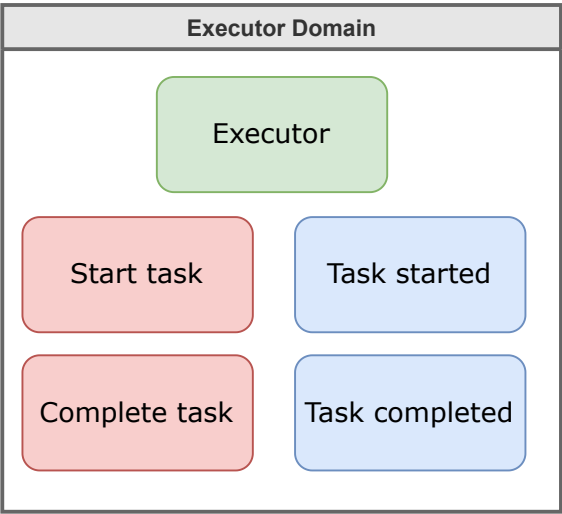 Executor Domain
Executor
Start task
Task started
Complete task
Task completed